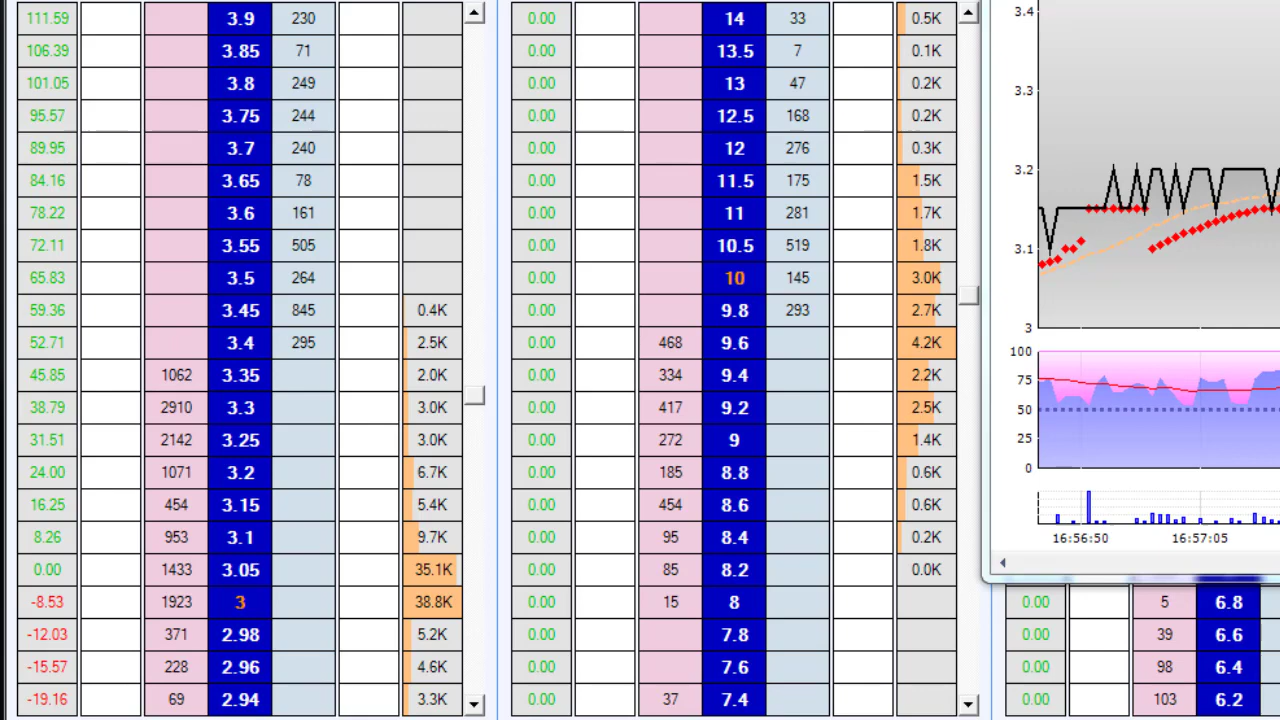 111.59 3.9 230
106.39 3.85 71
101.05 3.8 249
95.57 3.75 244
89.95 3.7 240
84.16 3.65 78
78.22 3.6 161
72.11 3.55 505
65.83 3.5 264
59.36 3.45 845 0.4K
52.71 3.4 295 2.5K
45.85 1062 3.35 2.0K
38.79 2910 3.3 3.0K
31.51 2142 3.25 3.0K
24.00 1071 3.2 6.7K
16.25 454 3.15 5.4K
8.26 953 3.1 9.7K
0.00 1433 3.05 35.1K
-8.53 1923 3 38.8K
-12.03 371 2.98 5.2K
-15.57 228 2.96 4.6K
-19.16 69 2.94 3.3K
0.00 14 33 0.5K
0.00 13.5 7 0.1K
0.00 13 47 0.2K
0.00 12.5 168 0.2K
0.00 12 276 0.3K
0.00 11.5 175 1.5K
0.00 11 281 1.7K
0.00 10.5 519 1.8K
0.00 10 145 3.0K
0.00 9.8 293 2.7K
0.00 468 9.6 4.2K
0.00 334 9.4 2.2K
0.00 417 9.2 2.5K
0.00 272 9 1.4K
0.00 185 8.8 0.6K
0.00 454 8.6 0.6K
0.00 95 8.4 0.2K
0.00 85 8.2 0.0K
0.00 15 8
0.00 7.8
0.00 7.6
0.00 37 7.4
3.4
3.3
3.2
3.1
3
100
75
50
25
0
16:56:50 16:57:05
0.00 5 6.8
0.00 39 6.6
0.00 98 6.4
0.00 103 6.2